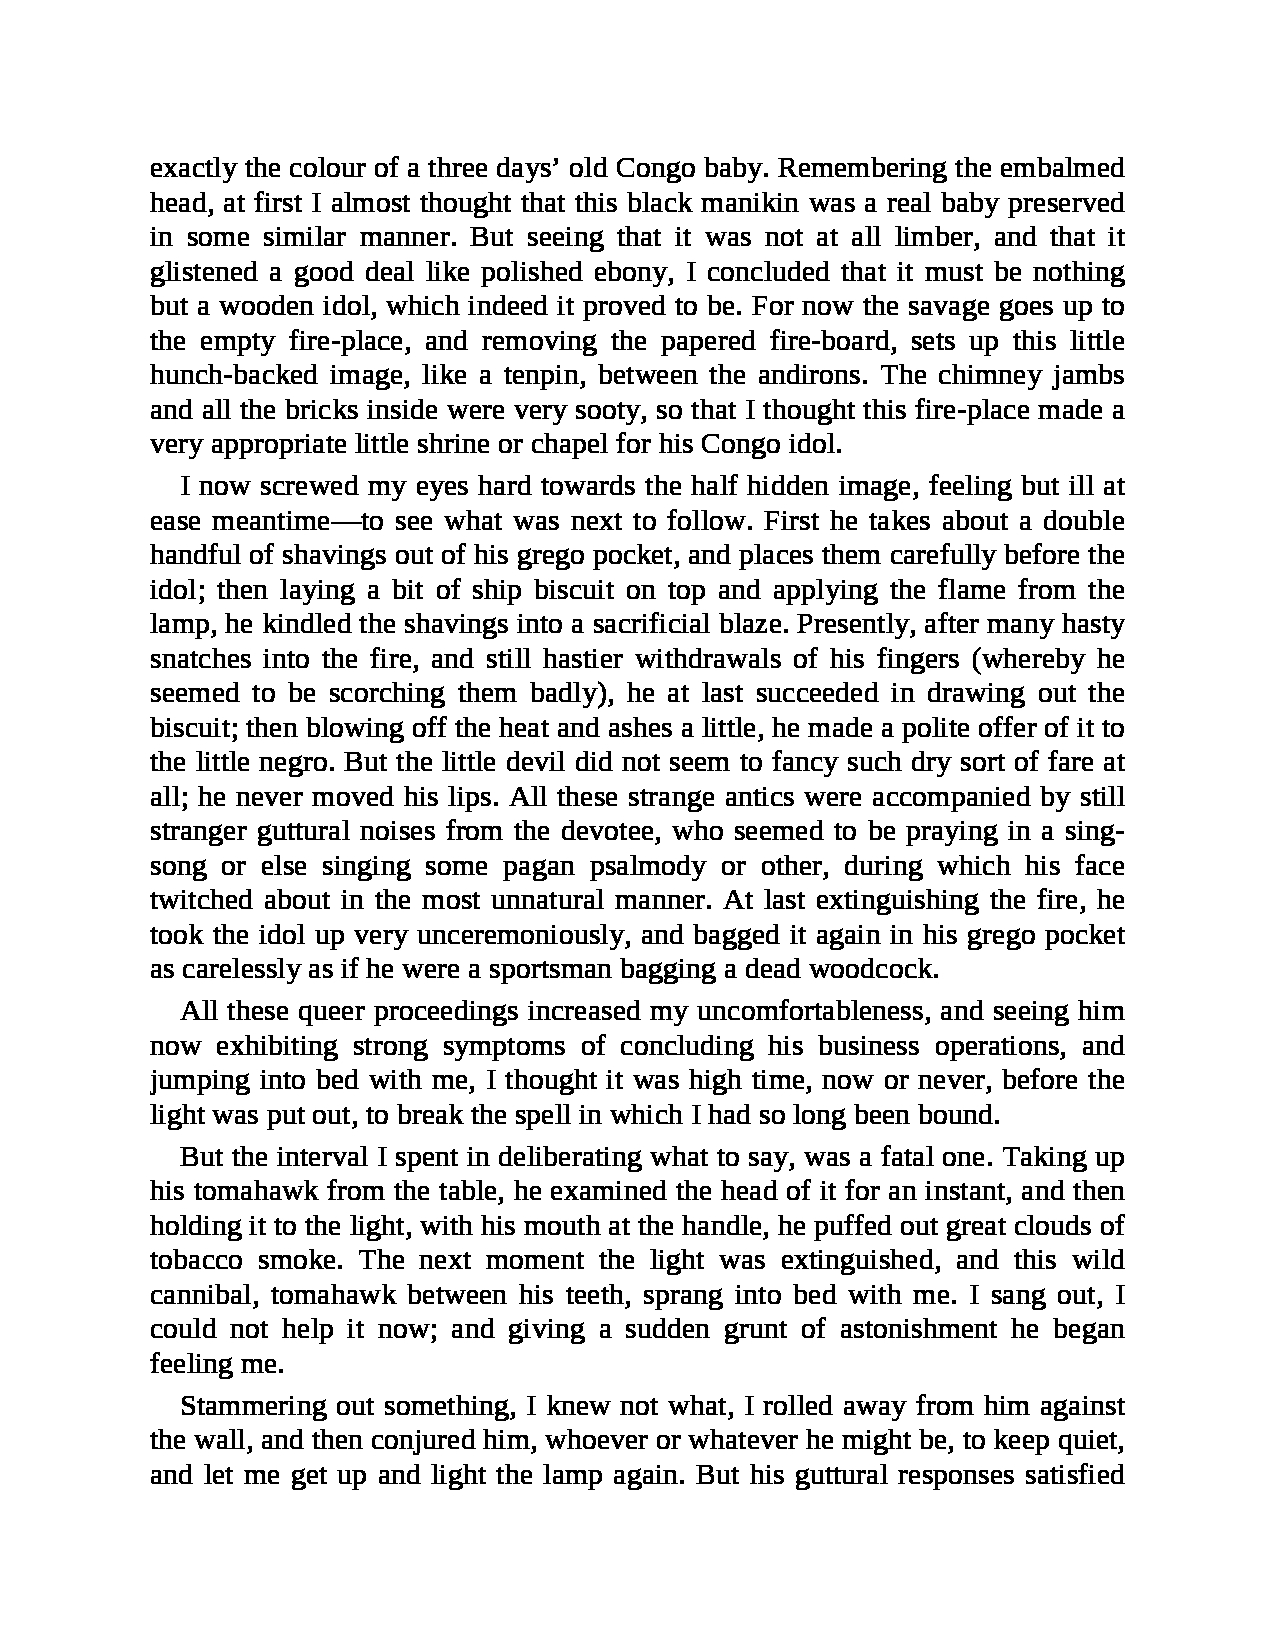 exactly the colour of a three days’ old Congo baby. Remembering the embalmed
head, at first I almost thought that this black manikin was a real baby preserved
in some similar manner. But seeing that it was not at all limber, and that it
glistened a good deal like polished ebony, I concluded that it must be nothing
but a wooden idol, which indeed it proved to be. For now the savage goes up to
the empty fire-place, and removing the papered fire-board, sets up this little
hunch-backed image, like a tenpin, between the andirons. The chimney jambs
and all the bricks inside were very sooty, so that I thought this fire-place made a
very appropriate little shrine or chapel for his Congo idol.
I now screwed my eyes hard towards the half hidden image, feeling but ill at
ease meantime—to see what was next to follow. First he takes about a double
handful of shavings out of his grego pocket, and places them carefully before the
idol; then laying a bit of ship biscuit on top and applying the flame from the
lamp, he kindled the shavings into a sacrificial blaze. Presently, after many hasty
snatches into the fire, and still hastier withdrawals of his fingers (whereby he
seemed to be scorching them badly), he at last succeeded in drawing out the
biscuit; then blowing off the heat and ashes a little, he made a polite offer of it to
the little negro. But the little devil did not seem to fancy such dry sort of fare at
all; he never moved his lips. All these strange antics were accompanied by still
stranger guttural noises from the devotee, who seemed to be praying in a sing-
song or else singing some pagan psalmody or other, during which his face
twitched about in the most unnatural manner. At last extinguishing the fire, he
took the idol up very unceremoniously, and bagged it again in his grego pocket
as carelessly as if he were a sportsman bagging a dead woodcock.
All these queer proceedings increased my uncomfortableness, and seeing him
now exhibiting strong symptoms of concluding his business operations, and
jumping into bed with me, I thought it was high time, now or never, before the
light was put out, to break the spell in which I had so long been bound.
But the interval I spent in deliberating what to say, was a fatal one. Taking up
his tomahawk from the table, he examined the head of it for an instant, and then
holding it to the light, with his mouth at the handle, he puffed out great clouds of
tobacco smoke. The next moment the light was extinguished, and this wild
cannibal, tomahawk between his teeth, sprang into bed with me. I sang out, I
could not help it now; and giving a sudden grunt of astonishment he began
feeling me.
Stammering out something, I knew not what, I rolled away from him against
the wall, and then conjured him, whoever or whatever he might be, to keep quiet,
and let me get up and light the lamp again. But his guttural responses satisfied